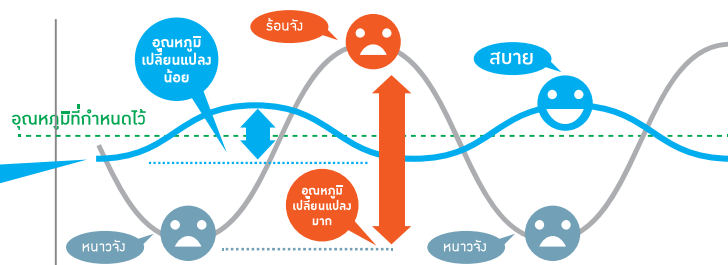 ร้อนจัง
อุณหภูมิ
เปลี่ยนแปลง
น้อย
สบาย
อุณหภูมิที่กำหนดไว้
อุณหภูมิ
เปลี่ยนแปลง
มาก
หนาวจัง
หนาวจัง